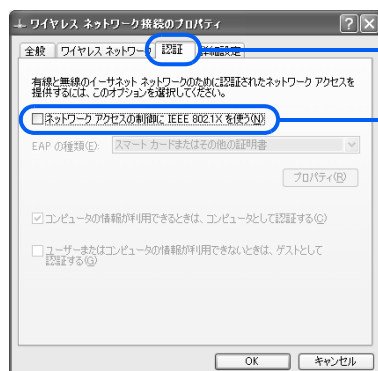 ワイヤレス ネットワーク接続のプロパティ
全般 ワイヤレス ネットワーク 認証 詳細設定
有線と無線のイーサネット ネットワークのために認証されたネットワーク アクセスを
提供するには、このオプションを選択してください。
ネットワーク アクセスの制御に IEEE 802.1X を使う(N)
EAP の種類(E): スマート カードまたはその他の証明書
プロパティ(R)
コンピュータの情報が利用できるときは、コンピュータとして認証する(C)
ユーザーまたはコンピュータの情報が利用できないときは、ゲストとして
認証する(G)
OK キャンセル